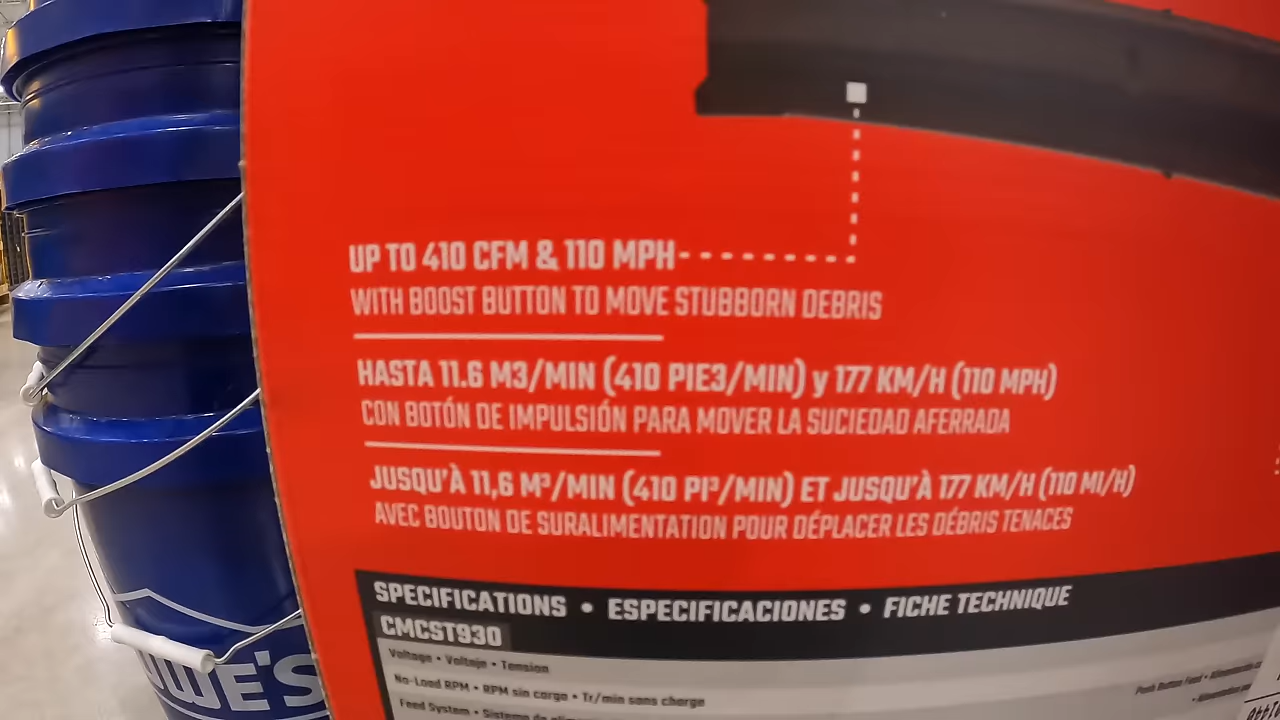 UP TO 410 CFM & 110 MPH
WITH BOOST BUTTON TO MOVE STUBBORN DEBRIS
HASTA 11.6 M3/MIN (410 PIE3/MIN) y 177 KM/H (110 MPH)
CON BOTÓN DE IMPULSIÓN PARA MOVER LA SUCIEDAD AFERRADA
JUSQU'À 11,6 M³/MIN (410 PI³/MIN) ET JUSQU'À 177 KM/H (110 MI/H)
AVEC BOUTON DE SURALIMENTATION POUR DÉPLACER LES DÉBRIS TENACES
SPECIFICATIONS • ESPECIFICACIONES • FICHE TECHNIQUE
CMCST930
Voltage • Voltaje • Tension
No-Load RPM • RPM sin carga • Tr/min sans charge
Feed System • Sistema de
Push Button Feed •
LOWE'S